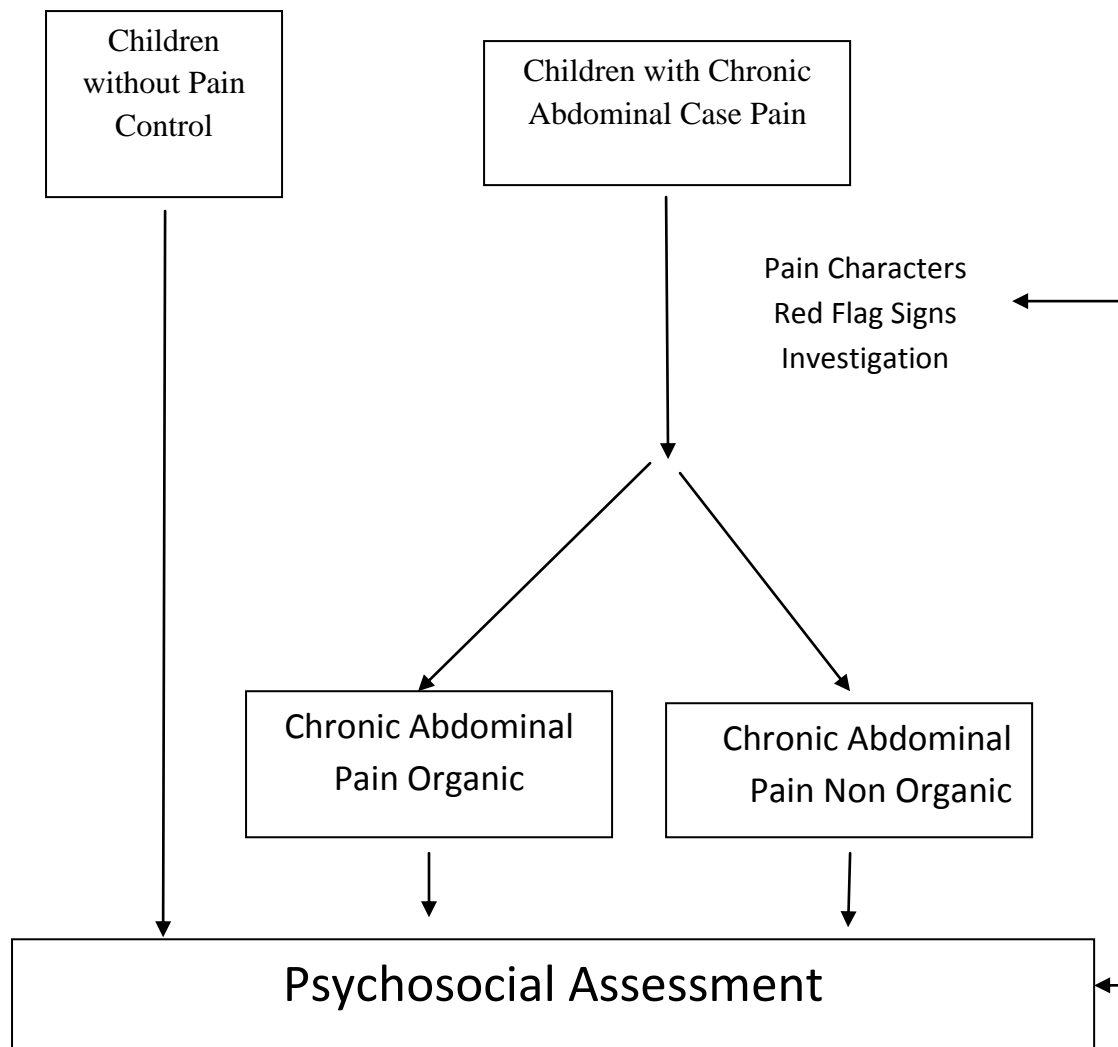 Children
without Pain
Control
Children with Chronic
Abdominal Case Pain
Pain Characters
Red Flag Signs
Investigation
Chronic Abdominal
Pain Organic
Chronic Abdominal
Pain Non Organic
Psychosocial Assessment